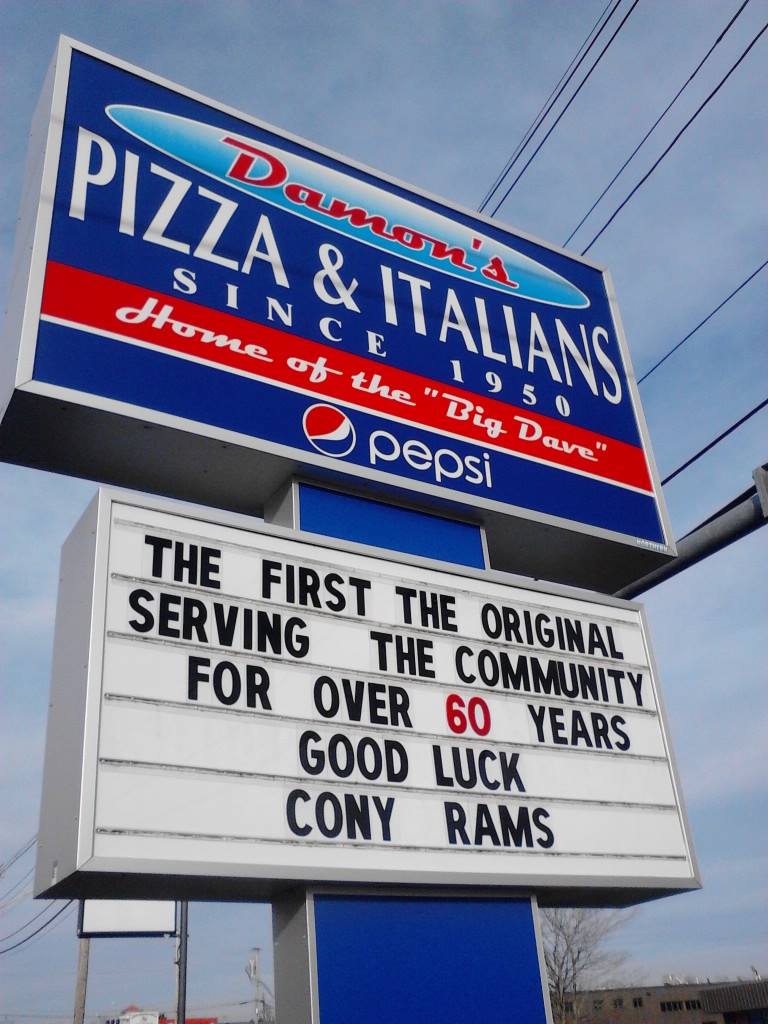 Damon's
PIZZA & ITALIANS
SINCE 1950
Home of the "Big Dave"
pepsi
NORTHERN
THE FIRST THE ORIGINAL
SERVING THE COMMUNITY
FOR OVER 60 YEARS
GOOD LUCK
CONY RAMS